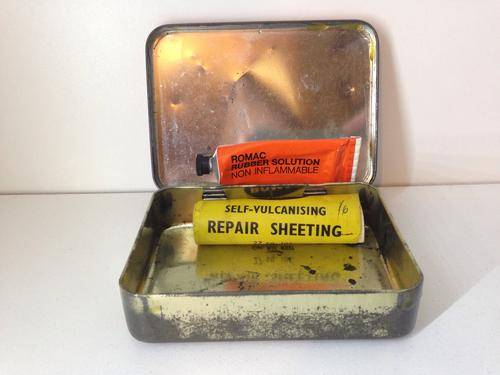 ROMAC
RUBBER SOLUTION
NON INFLAMMABLE
SELF-VULCANISING
REPAIR SHEETING